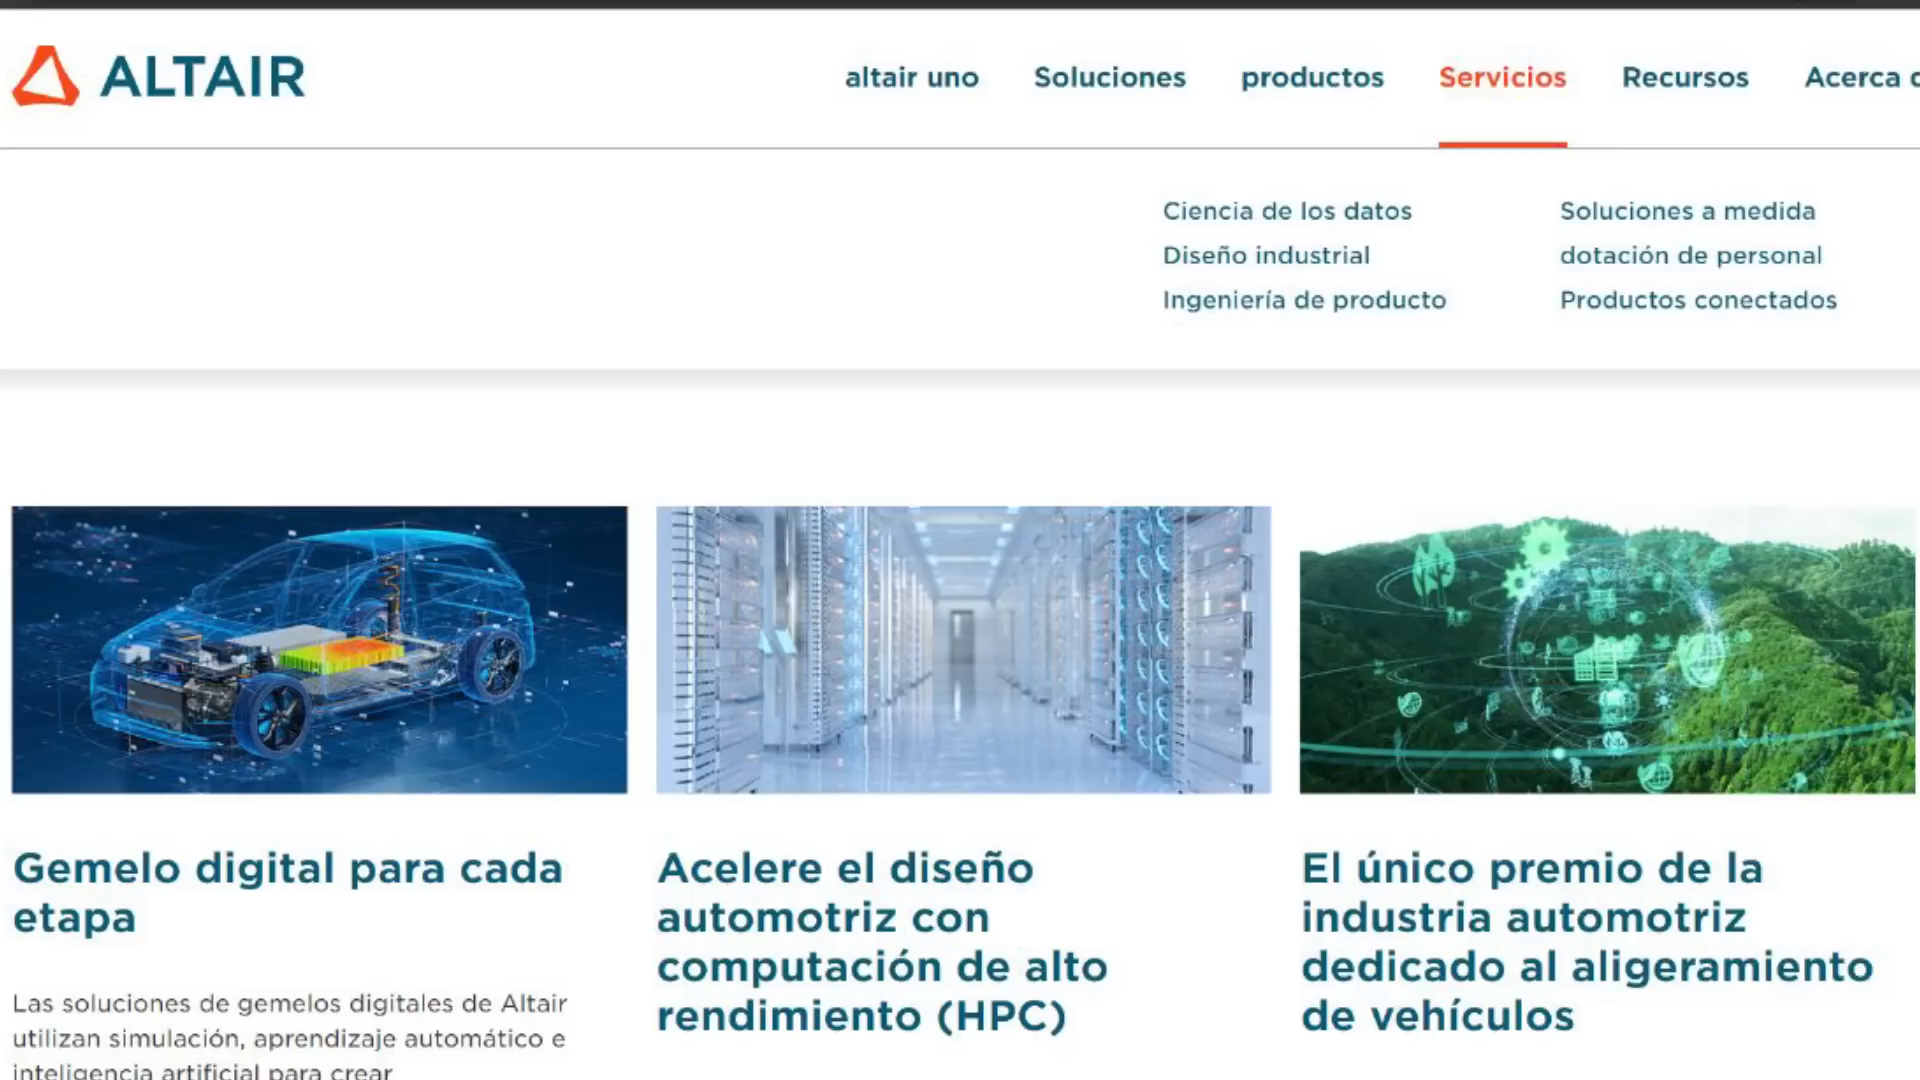 ALTAIR
altair uno Soluciones productos Servicios Recursos Acerca
Ciencia de los datos
Diseño industrial
Ingeniería de producto
Soluciones a medida
dotación de personal
Productos conectados
Gemelo digital para cada
etapa
Las soluciones de gemelos digitales de Altair
utilizan simulación, aprendizaje automático e
inteligencia artificial para crear
Acelere el diseño
automotriz con
computación de alto
rendimiento (HPC)
El único premio de la
industria automotriz
dedicado al aligeramiento
de vehículos